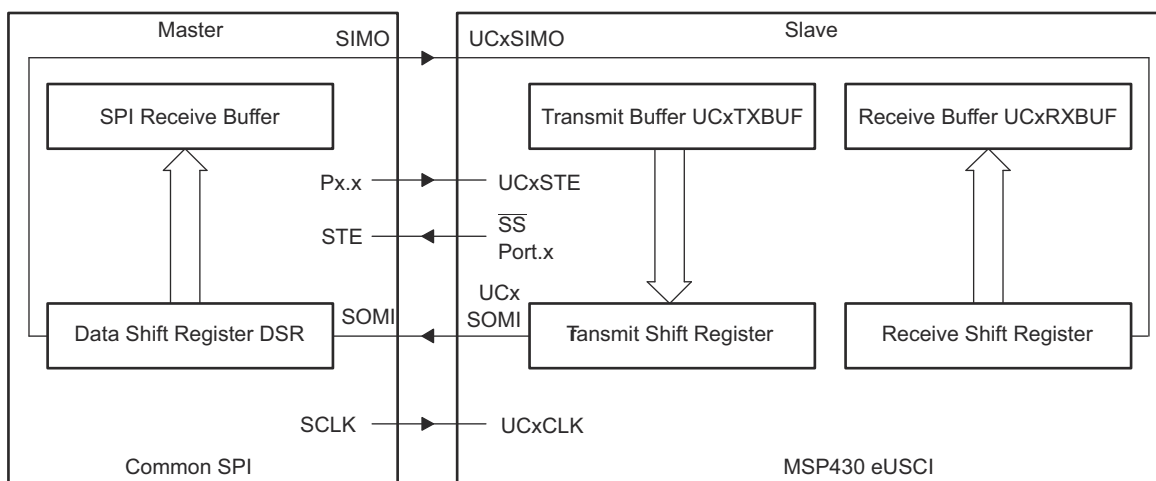 Master
SIMO
UCxSIMO
Slave
SPI Receive Buffer
Transmit Buffer UCxTXBUF
Receive Buffer UCxRXBUF
Px.x
UCxSTE
STE
SS
Port.x
SOMI
UCx
SOMI
Data Shift Register DSR
Tansmit Shift Register
Receive Shift Register
SCLK
UCxCLK
Common SPI
MSP430 eUSCI